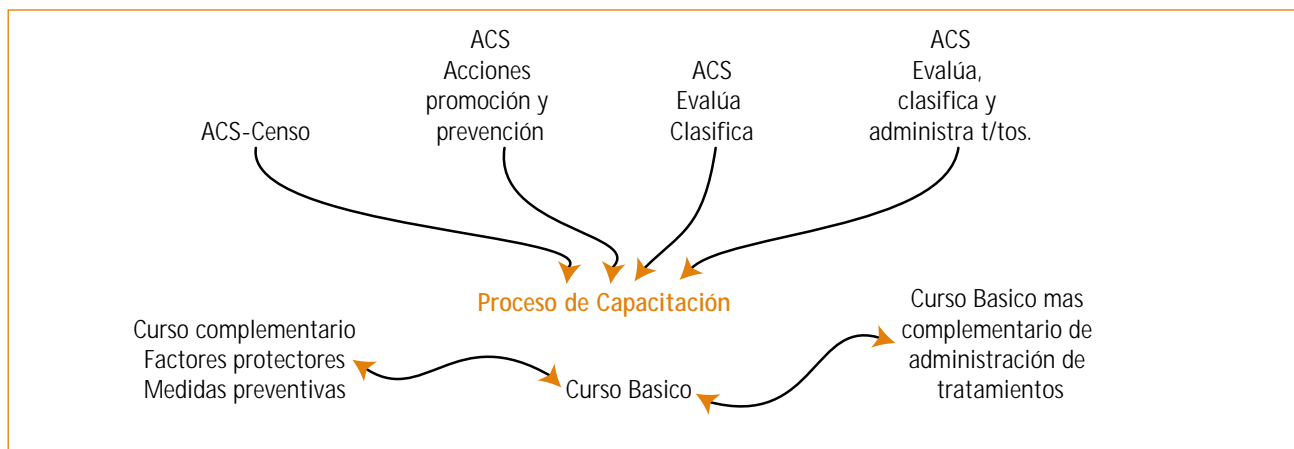 ACS-Censo
ACS
Acciones
promoción y
prevención
ACS
Evalúa
Clasifica
ACS
Evalúa,
clasifica y
administra t/tos.
Proceso de Capacitación
Curso complementario
Factores protectores
Medidas preventivas
Curso Basico
Curso Basico mas
complementario de
administración de
tratamientos